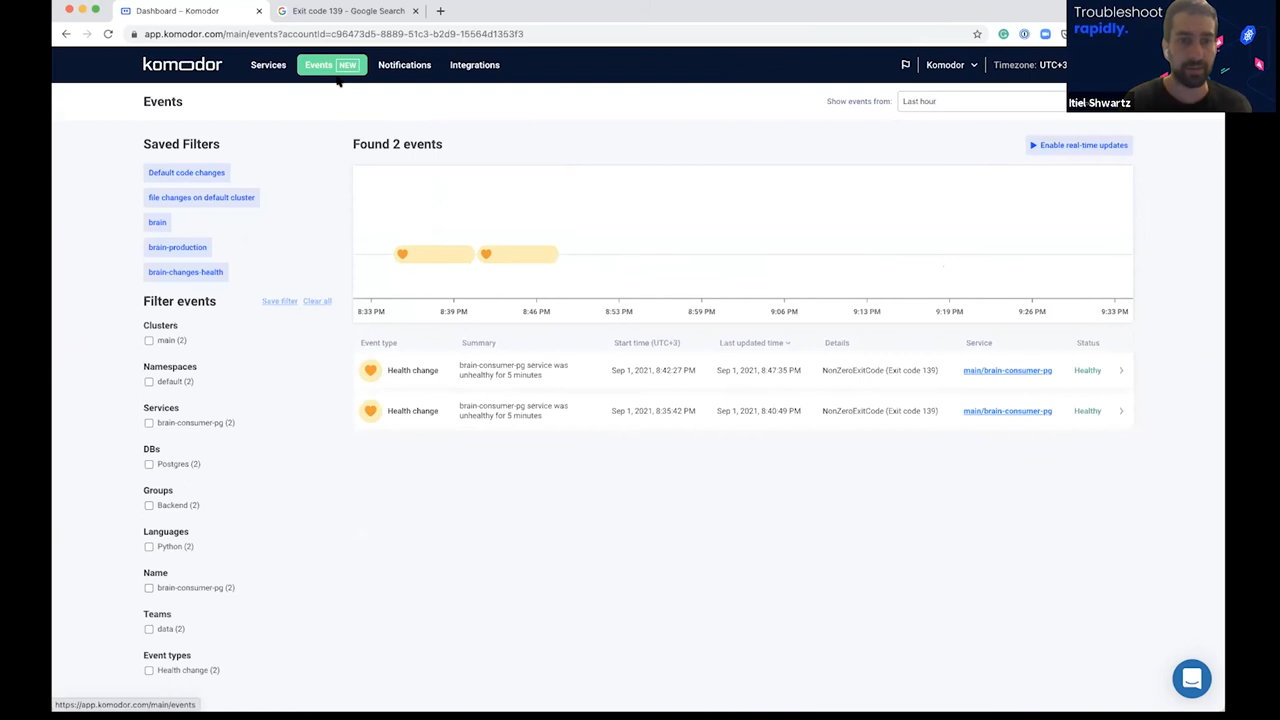 Dashboard – Komodor
Exit code 139 - Google Search
app.komodor.com/main/events?accountId=c96473d5-8889-51c3-b2d9-15564d1353f3
Troubleshoot
rapidly.
Itiel Shwartz
komodor
Services
Events NEW
Notifications
Integrations
Komodor
Timezone: UTC+3
Events
Show events from:
Last hour
Saved Filters
Default code changes
file changes on default cluster
brain
brain-production
brain-changes-health
Filter events
Save filter
Clear all
Clusters
main (2)
Namespaces
default (2)
Services
brain-consumer-pg (2)
DBs
Postgres (2)
Groups
Backend (2)
Languages
Python (2)
Name
brain-consumer-pg (2)
Teams
data (2)
Event types
Health change (2)
Found 2 events
Enable real-time updates
8:33 PM 8:39 PM 8:46 PM 8:53 PM 8:59 PM 9:06 PM 9:13 PM 9:19 PM 9:26 PM 9:33 PM
Event type Summary Start time (UTC+3) Last updated time Details Service Status
Health change
brain-consumer-pg service was
unhealthy for 5 minutes
Sep 1, 2021, 8:42:27 PM
Sep 1, 2021, 8:47:35 PM
NonZeroExitCode (Exit code 139)
main/brain-consumer-pg
Healthy
Health change
brain-consumer-pg service was
unhealthy for 5 minutes
Sep 1, 2021, 8:35:42 PM
Sep 1, 2021, 8:40:49 PM
NonZeroExitCode (Exit code 139)
main/brain-consumer-pg
Healthy
https://app.komodor.com/main/events